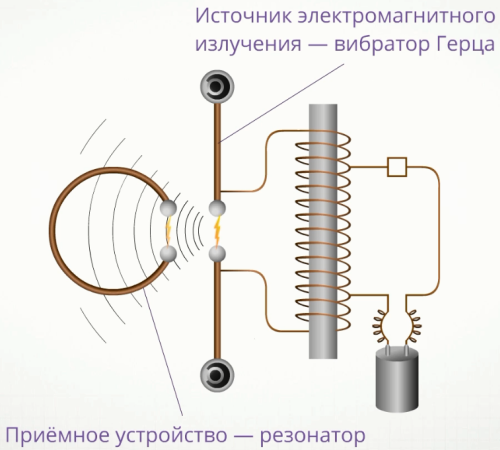 Источник электромагнитного
излучения — вибратор Герца
Приёмное устройство — резонатор